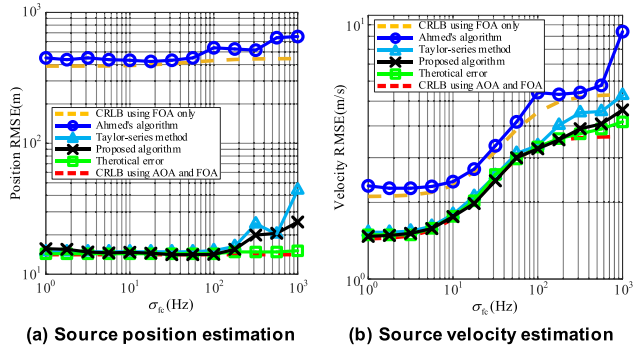 10³
10²
10¹
Position RMSE(m)
CRLB using FOA only
Ahmed's algorithm
Taylor-series method
Proposed algorithm
Therotical error
CRLB using AOA and FOA
10⁰ 10¹ 10² 10³
σfc(Hz)
(a) Source position estimation
10¹
10⁰
Velocity RMSE(m/s)
CRLB using FOA only
Ahmed's algorithm
Taylor-series method
Proposed algorithm
Therotical error
CRLB using AOA and FOA
10⁰ 10¹ 10² 10³
σfc(Hz)
(b) Source velocity estimation